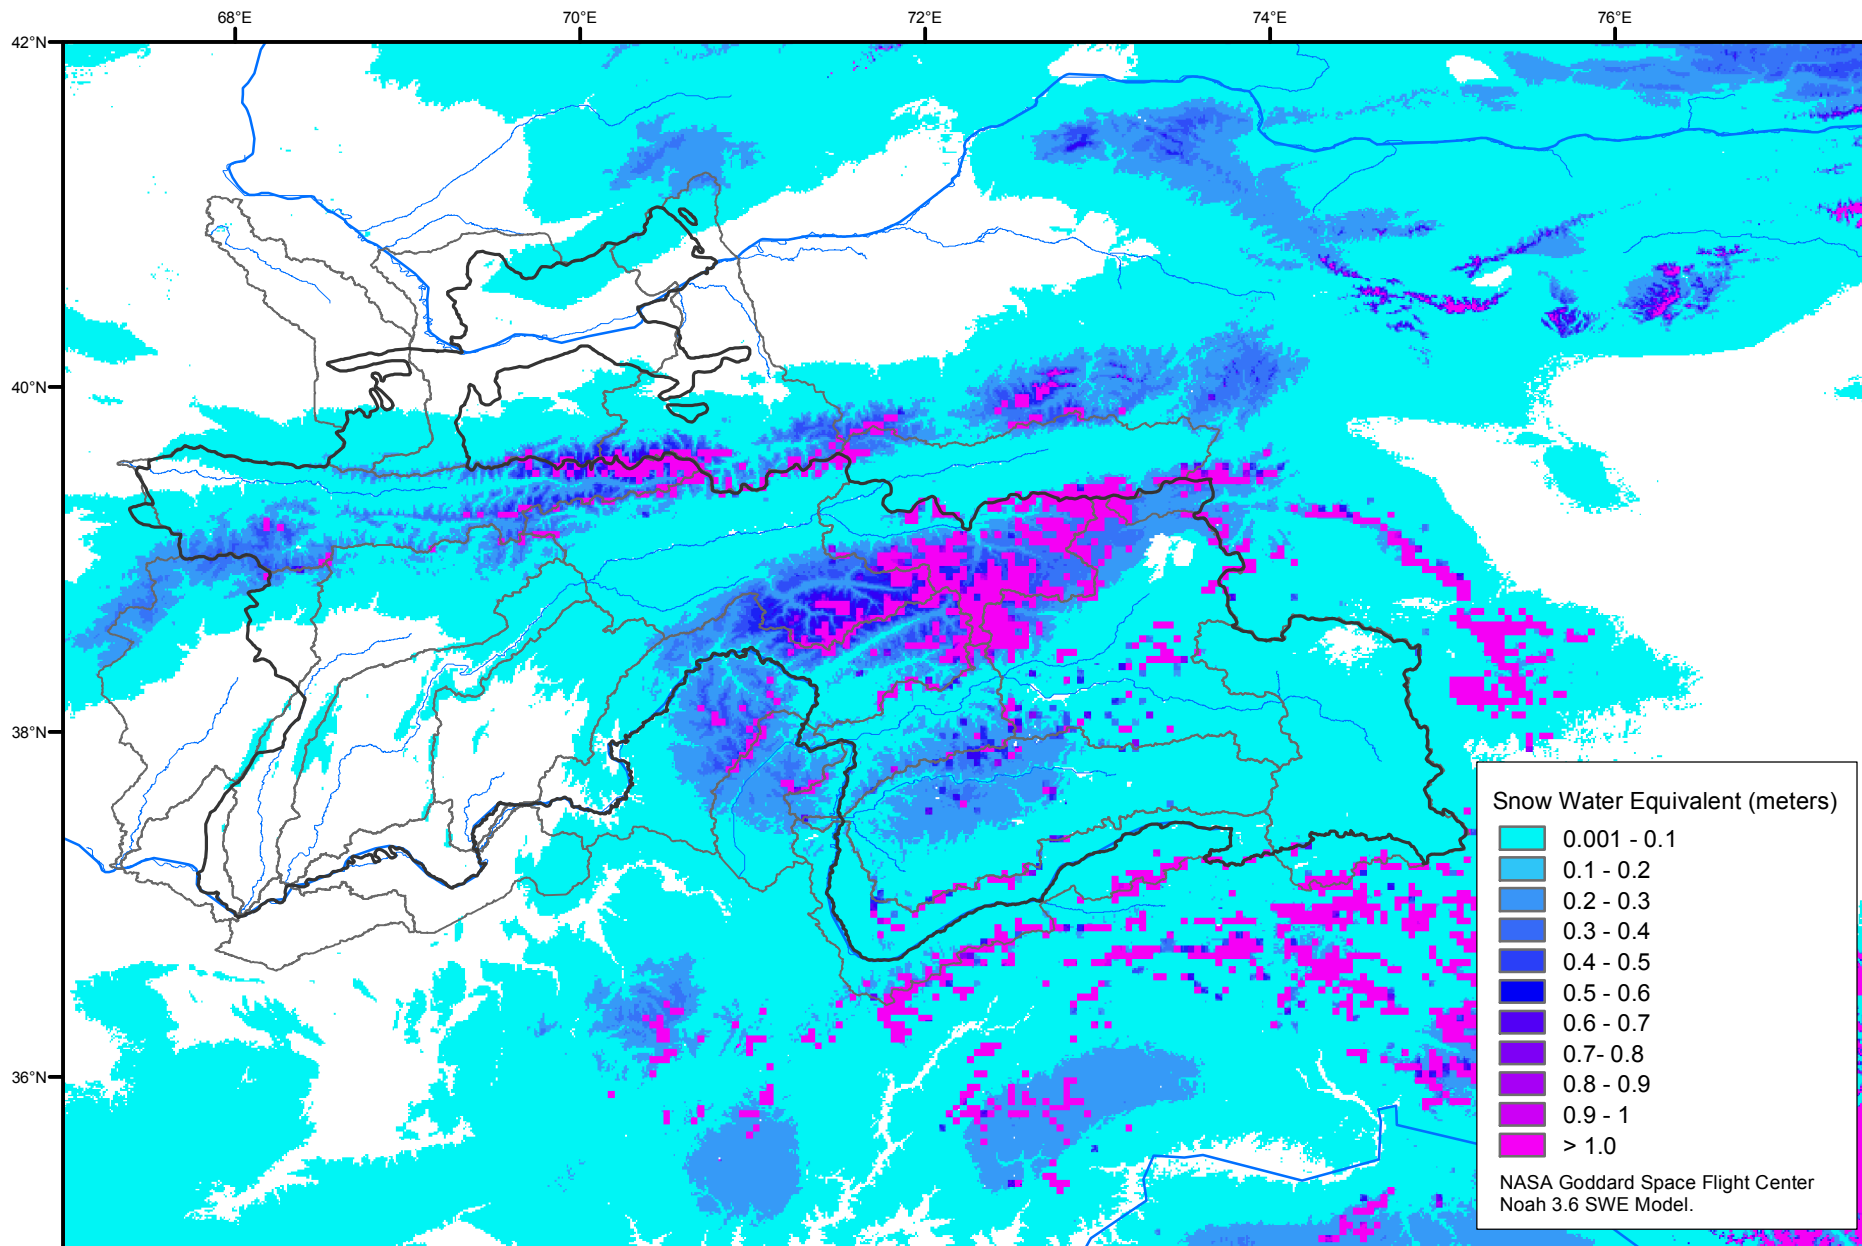 68°E 70°E 72°E 74°E 76°E
42°N
40°N
38°N
36°N
Snow Water Equivalent (meters)
0.001 - 0.1
0.1 - 0.2
0.2 - 0.3
0.3 - 0.4
0.4 - 0.5
0.5 - 0.6
0.6 - 0.7
0.7- 0.8
0.8 - 0.9
0.9 - 1
> 1.0
NASA Goddard Space Flight Center
Noah 3.6 SWE Model.